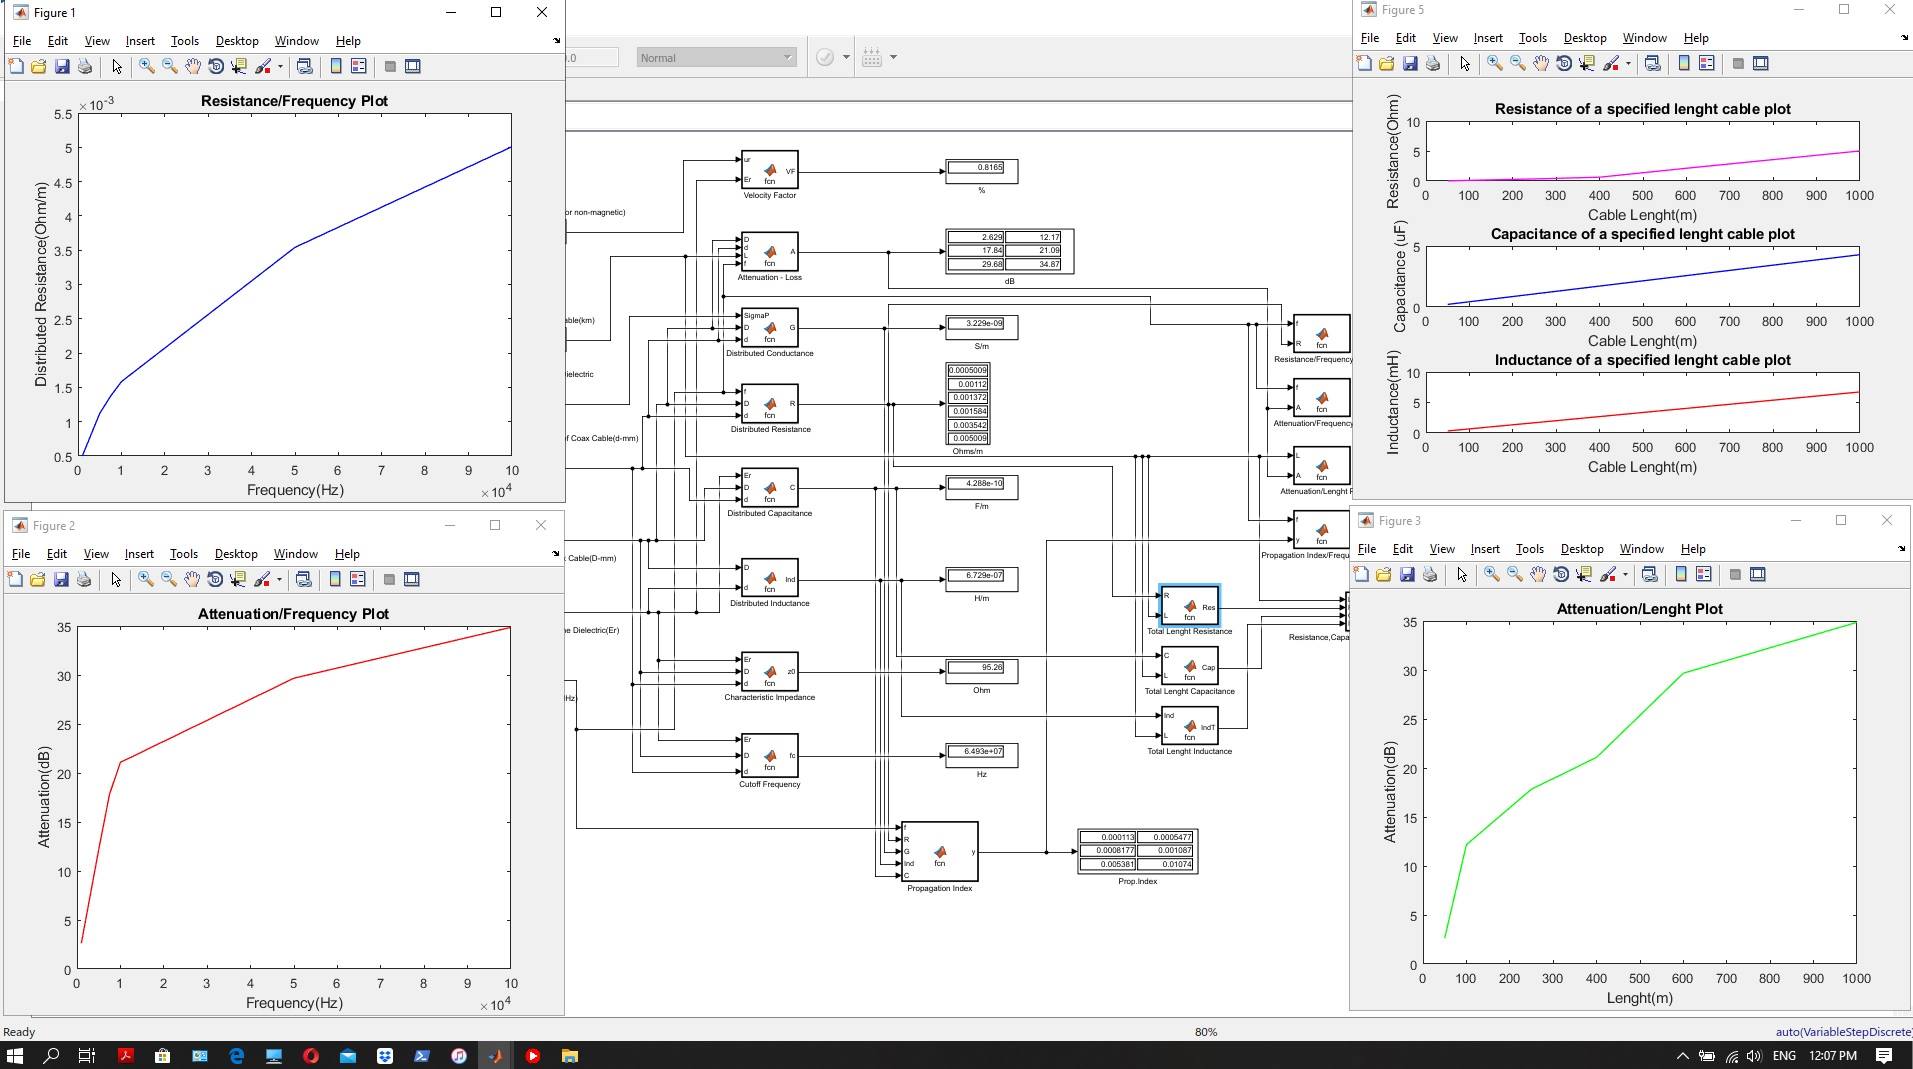 Figure 1
File Edit View Insert Tools Desktop Window Help
Resistance/Frequency Plot
×10⁻³
Distributed Resistance(Ohm/m)
5.5
5
4.5
4
3.5
3
2.5
2
1.5
1
0.5
0 1 2 3 4 5 6 7 8 9 10
Frequency(Hz)
×10⁴
Figure 2
File Edit View Insert Tools Desktop Window Help
Attenuation/Frequency Plot
Attenuation(dB)
35
30
25
20
15
10
5
0
0 1 2 3 4 5 6 7 8 9 10
Frequency(Hz)
×10⁴
.0
Normal
or non-magnetic)
able(km)
ielectric
f Coax Cable(d-mm)
Cable(D-mm)
e Dielectric(Er)
Hz)
ur
Er
VF
fcn
Velocity Factor
0.8165
%
D
d
L
f
A
fcn
Attenuation - Loss
2.629 12.17
17.84 21.09
29.68 34.87
dB
SigmaP
D
d
G
fcn
Distributed Conductance
3.229e-09
S/m
f
D
d
R
fcn
Distributed Resistance
0.0005009
0.00112
0.001372
0.001584
0.003542
0.005009
Ohms/m
Er
D
d
C
fcn
Distributed Capacitance
4.288e-10
F/m
D
d
Ind
fcn
Distributed Inductance
6.729e-07
H/m
Er
D
d
z0
fcn
Characteristic Impedance
95.26
Ohm
Er
D
d
fc
fcn
Cutoff Frequency
6.493e+07
Hz
f
R
G
Ind
C
y
fcn
Propagation Index
0.000113 0.0005477
0.0008177 0.001087
0.005381 0.01074
Prop.Index
R
L
Res
fcn
Total Lenght Resistance
C
L
Cap
fcn
Total Lenght Capacitance
Ind
L
IndT
fcn
Total Lenght Inductance
f
R
fcn
Resistance/Frequency
f
A
fcn
Attenuation/Frequency
L
A
fcn
Attenuation/Lenght P
f
y
fcn
Propagation Index/Frequ
Resistance,Capa
Figure 5
File Edit View Insert Tools Desktop Window Help
Resistance of a specified lenght cable plot
Resistance(Ohm)
10
5
0
0 100 200 300 400 500 600 700 800 900 1000
Cable Lenght(m)
Capacitance of a specified lenght cable plot
Capacitance (uF)
5
0
0 100 200 300 400 500 600 700 800 900 1000
Cable Lenght(m)
Inductance of a specified lenght cable plot
Inductance(mH)
10
5
0
0 100 200 300 400 500 600 700 800 900 1000
Cable Lenght(m)
Figure 3
File Edit View Insert Tools Desktop Window Help
Attenuation/Lenght Plot
Attenuation(dB)
35
30
25
20
15
10
5
0
0 100 200 300 400 500 600 700 800 900 1000
Lenght(m)
Ready
80%
auto(VariableStepDiscrete
ENG
12:07 PM